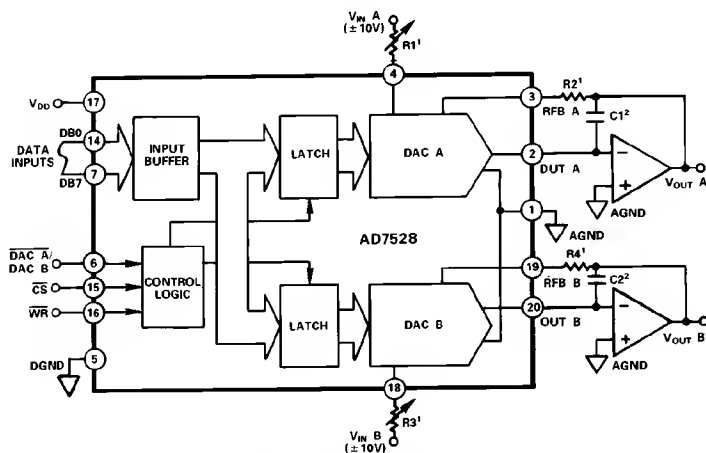 VIN A
(±10V)
R1¹
4
VDD
17
3
R2¹
RFB A
C1²
DATA
INPUTS
DB0
14
DB7
7
INPUT
BUFFER
LATCH
DAC A
2
DUT A
−
+
VOUT A
AGND
1
AGND
AD7528
DAC A/
DAC B
6
CS
15
WR
16
CONTROL
LOGIC
19
R4¹
RFB B
C2²
LATCH
DAC B
20
OUT B
−
+
VOUT B
AGND
DGND
5
18
VIN B
(±10V)
R3¹